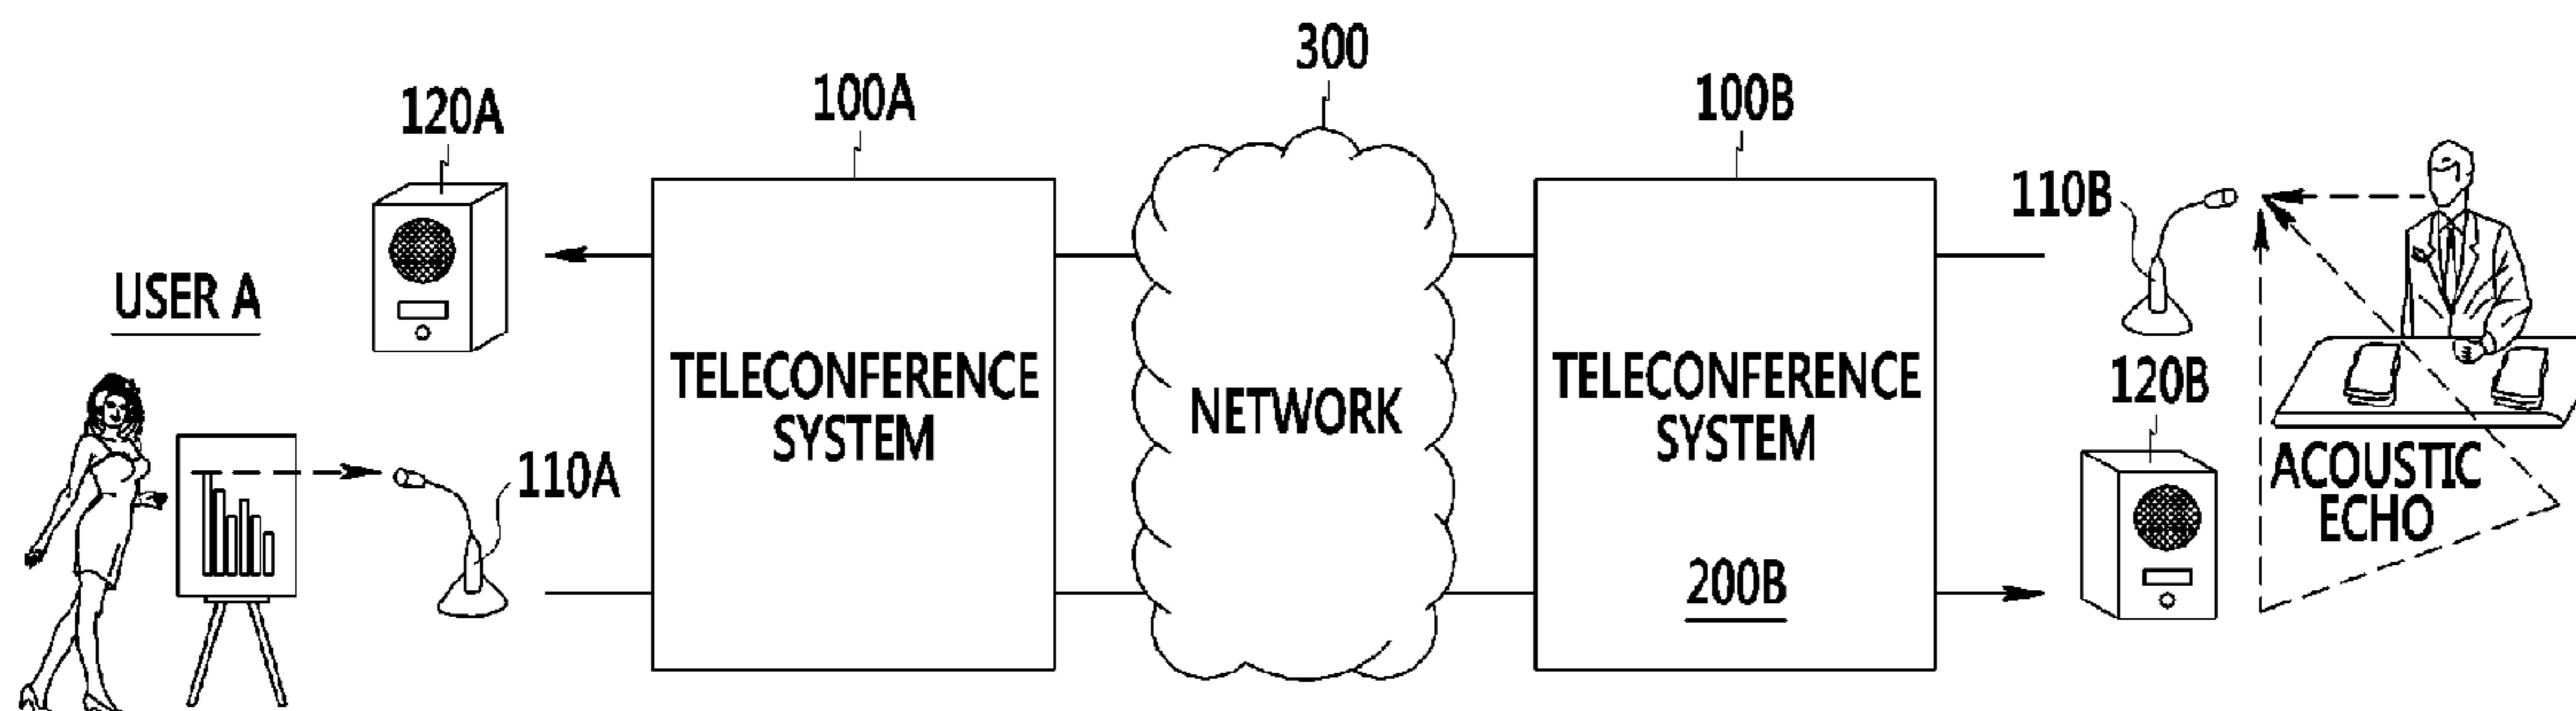 300
120A
100A
100B
110B
USER A
TELECONFERENCE
SYSTEM
NETWORK
TELECONFERENCE
SYSTEM
120B
110A
ACOUSTIC
ECHO
200B